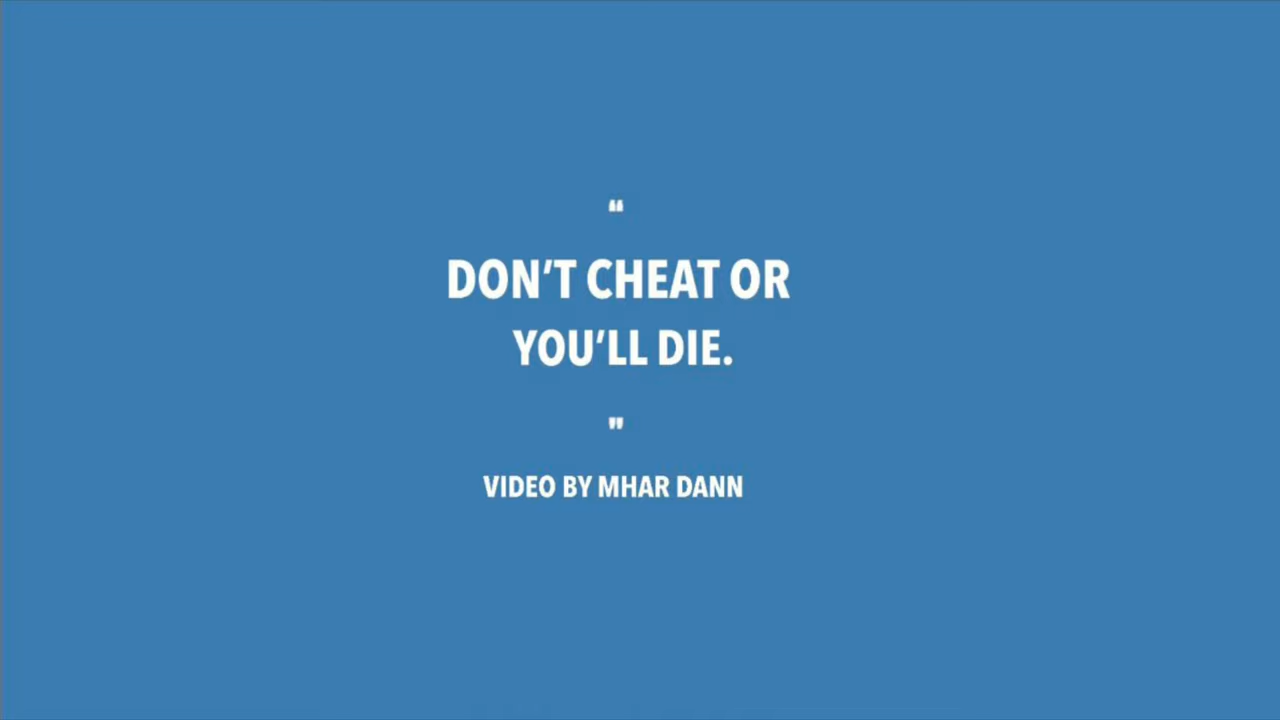 “
DON’T CHEAT OR
YOU’LL DIE.
"
VIDEO BY MHAR DANN